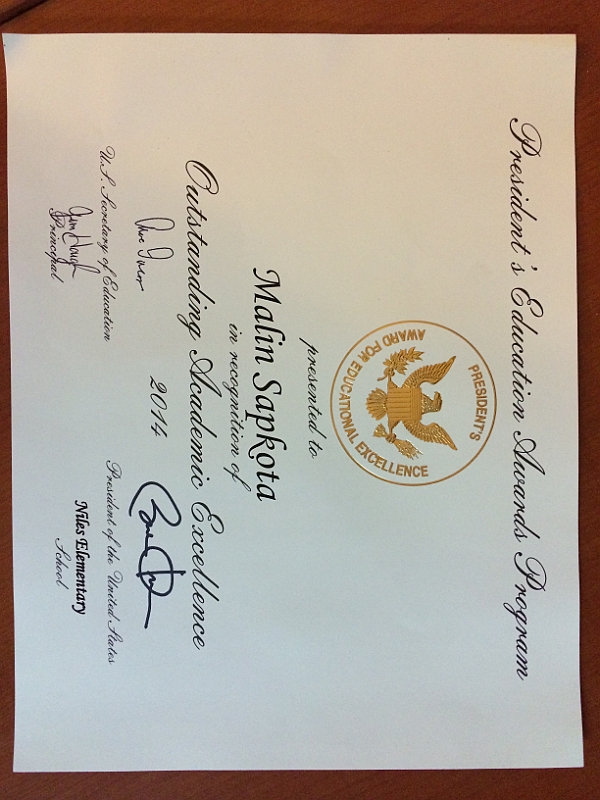 President's Education Awards Program
PRESIDENT'S
AWARD FOR EDUCATIONAL EXCELLENCE
presented to
Malin Sapkota
in recognition of
Outstanding Academic Excellence
2014
U.S. Secretary of Education
President of the United States
Principal
Niles Elementary
School